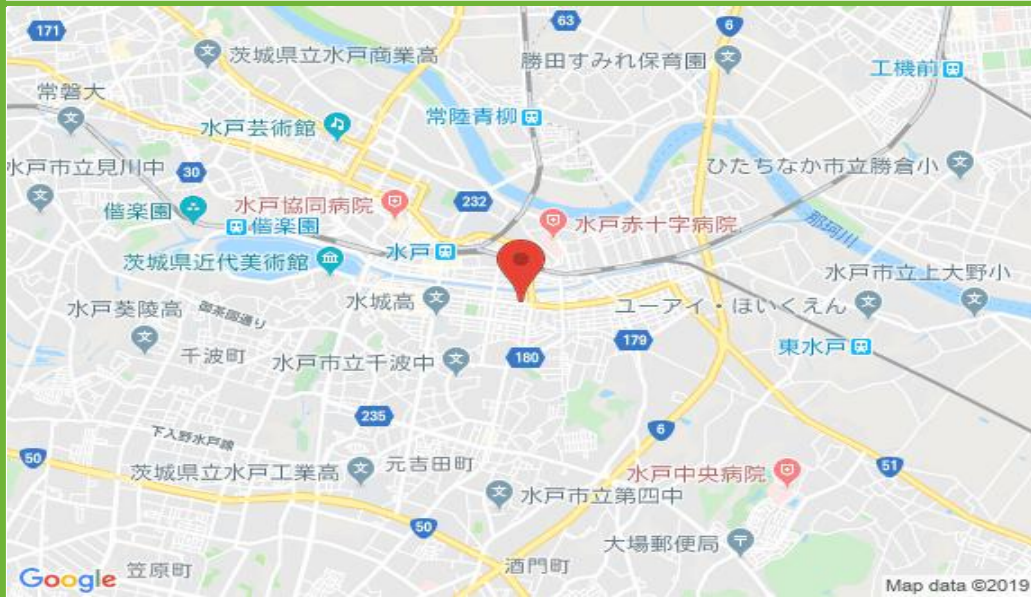 171
63
6
茨城県立水戸商業高
勝田すみれ保育園
工機前
常磐大
常陸青柳
水戸芸術館
水戸市立見川中
30
ひたちなか市立勝倉小
水戸協同病院
232
偕楽園
偕楽園
水戸赤十字病院
那珂川
水戸
茨城県近代美術館
水戸市立上大野小
水戸葵陵高
御茶園通り
水城高
ユーアイ・ほいくえん
千波町
水戸市立千波中
180
179
東水戸
235
下入野水戸線
6
50
茨城県立水戸工業高
元吉田町
水戸中央病院
51
水戸市立第四中
50
大場郵便局
Google
笠原町
酒門町
Map data ©2019